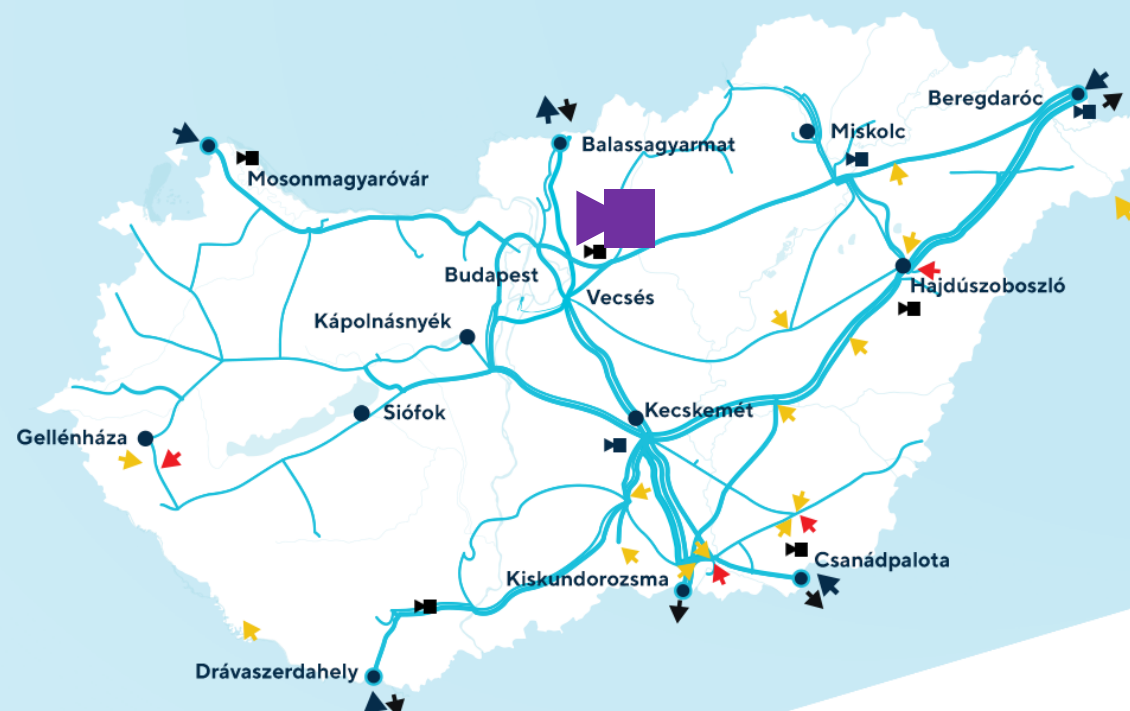 Beregdaróc
Miskolc
Balassagyarmat
Mosonmagyaróvár
Budapest
Hajdúszoboszló
Vecsés
Kápolnásnyék
Kecskemét
Siófok
Gellénháza
Csanádpalota
Kiskundorozsma
Drávaszerdahely